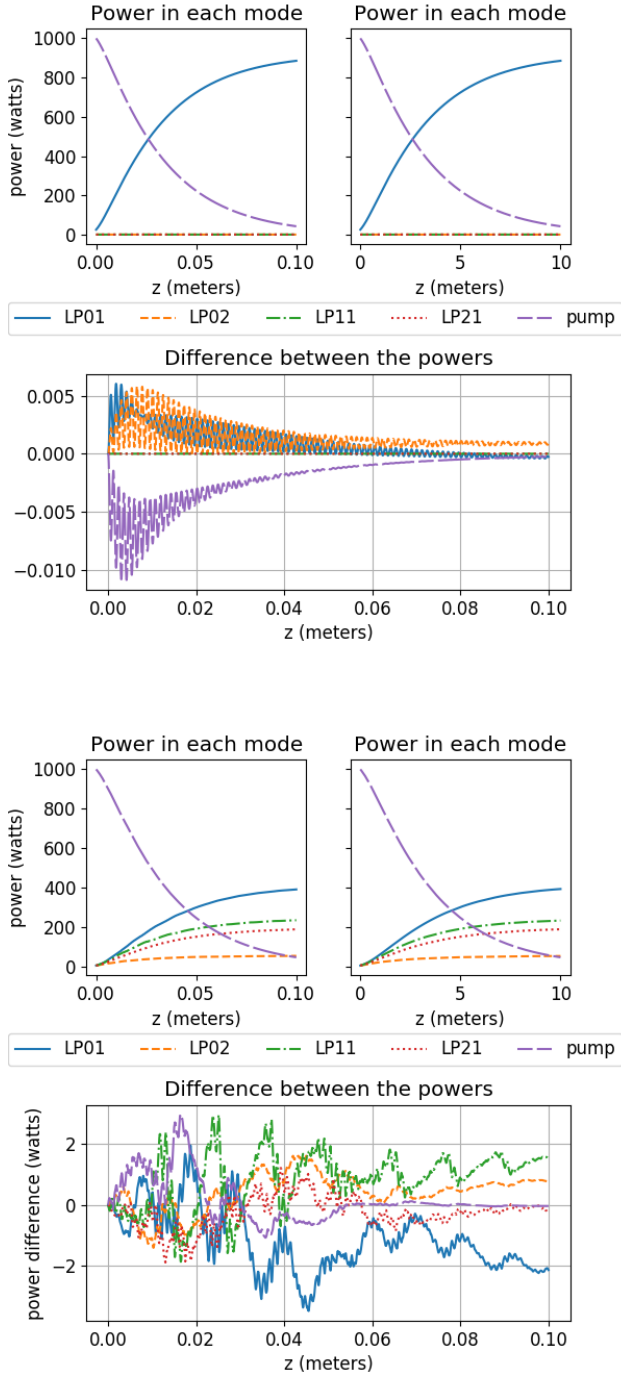 Power in each mode Power in each mode
1000
800
600
400
200
0
power (watts)
0.00 0.05 0.10 0 5 10
z (meters) z (meters)
LP01 LP02 LP11 LP21 pump
Difference between the powers
0.005
0.000
−0.005
−0.010
0.00 0.02 0.04 0.06 0.08 0.10
z (meters)
Power in each mode Power in each mode
1000
800
600
400
200
0
power (watts)
0.00 0.05 0.10 0 5 10
z (meters) z (meters)
LP01 LP02 LP11 LP21 pump
Difference between the powers
2
0
−2
power difference (watts)
0.00 0.02 0.04 0.06 0.08 0.10
z (meters)